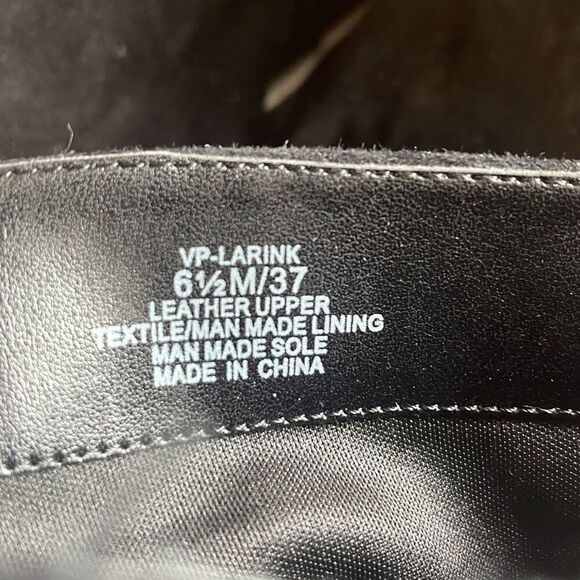 VP-LARINK
6½M/37
LEATHER UPPER
TEXTILE/MAN MADE LINING
MAN MADE SOLE
MADE IN CHINA